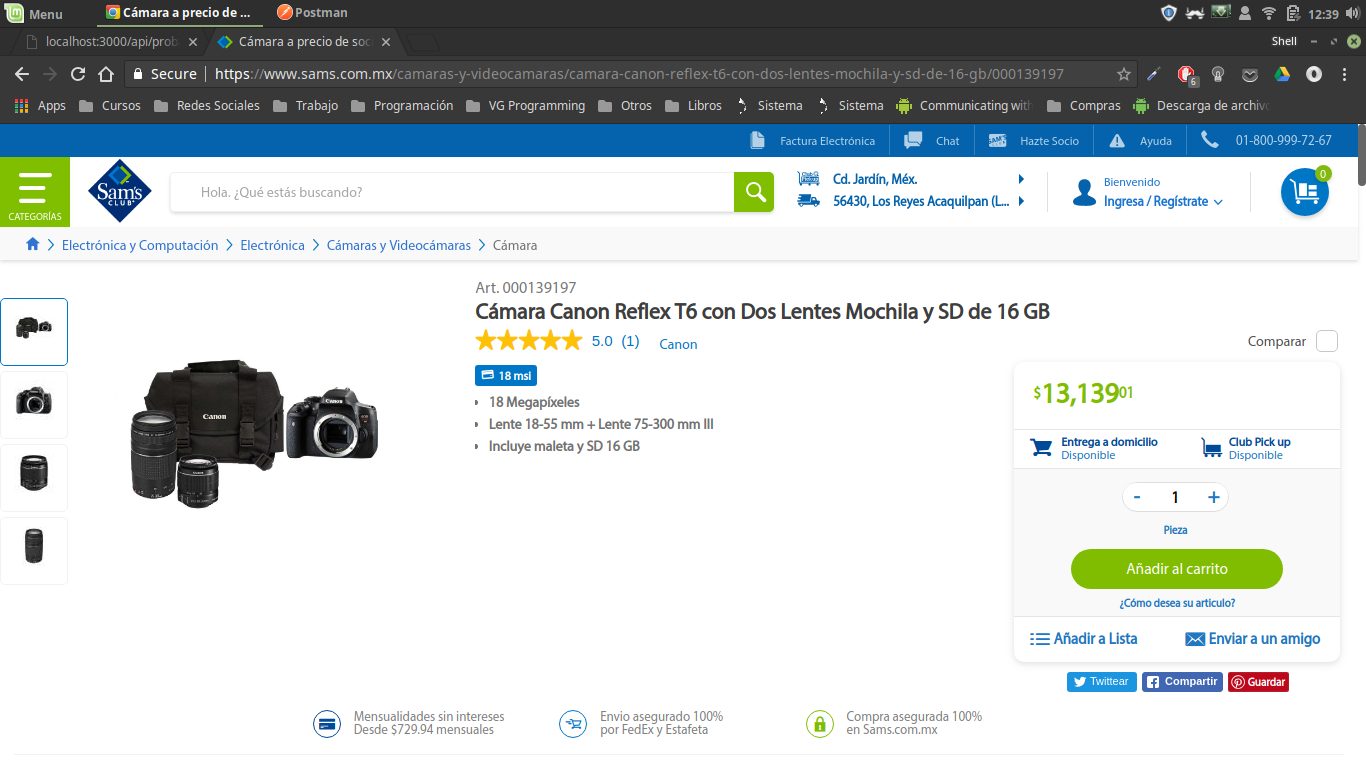 Menu
Cámara a precio de ...
Postman
12:39
localhost:3000/api/prob
Cámara a precio de soc
Shell
Secure
https://www.sams.com.mx/camaras-y-videocamaras/camara-canon-reflex-t6-con-dos-lentes-mochila-y-sd-de-16-gb/000139197
6
Apps
Cursos
Redes Sociales
Trabajo
Programación
VG Programming
Otros
Libros
Sistema
Sistema
Communicating with
Compras
Descarga de archivo
Factura Electrónica
Chat
Hazte Socio
Ayuda
01-800-999-72-67
CATEGORÍAS
Sam's
CLUB
Hola. ¿Qué estás buscando?
Cd. Jardín, Méx.
56430, Los Reyes Acaquilpan (L...
Bienvenido
Ingresa / Regístrate
0
Electrónica y Computación
Electrónica
Cámaras y Videocámaras
Cámara
Art. 000139197
Cámara Canon Reflex T6 con Dos Lentes Mochila y SD de 16 GB
5.0 (1)
Canon
Comparar
18 msi
18 Megapíxeles
Lente 18-55 mm + Lente 75-300 mm III
Incluye maleta y SD 16 GB
Canon
$13,13901
Entrega a domicilio
Disponible
Club Pick up
Disponible
- 1 +
Pieza
Añadir al carrito
¿Cómo desea su articulo?
Añadir a Lista
Enviar a un amigo
Twittear
Compartir
Guardar
Mensualidades sin intereses
Desde $729.94 mensuales
Envio asegurado 100%
por FedEx y Estafeta
Compra asegurada 100%
en Sams.com.mx